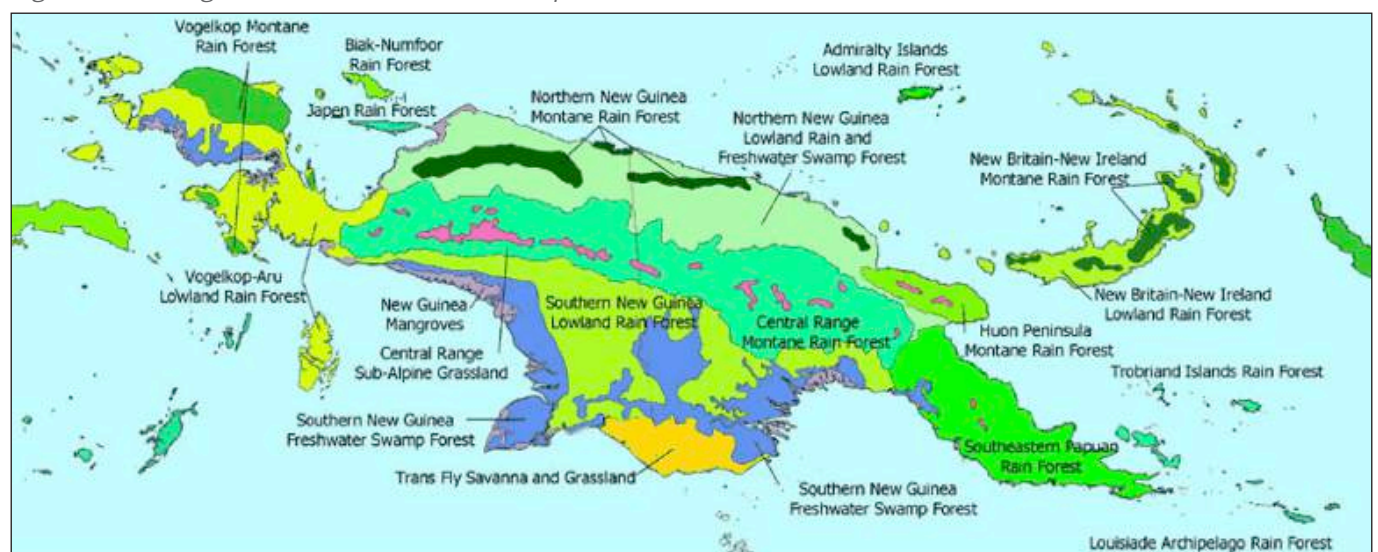 Vogelkop Montane
Rain Forest
Biak-Numfoor
Rain Forest
Admiralty Islands
Lowland Rain Forest
Japen Rain Forest
Northern New Guinea
Montane Rain Forest
Northern New Guinea
Lowland Rain and
Freshwater Swamp Forest
New Britain-New Ireland
Montane Rain Forest
Vogelkop-Aru
Lowland Rain Forest
New Guinea
Mangroves
Southern New Guinea
Lowland Rain Forest
Central Range
Montane Rain Forest
New Britain-New Ireland
Lowland Rain Forest
Huon Peninsula
Montane Rain Forest
Central Range
Sub-Alpine Grassland
Trobriand Islands Rain Forest
Southern New Guinea
Freshwater Swamp Forest
Southeastern Papuan
Rain Forest
Trans Fly Savanna and Grassland
Southern New Guinea
Freshwater Swamp Forest
Louisiade Archipelago Rain Forest